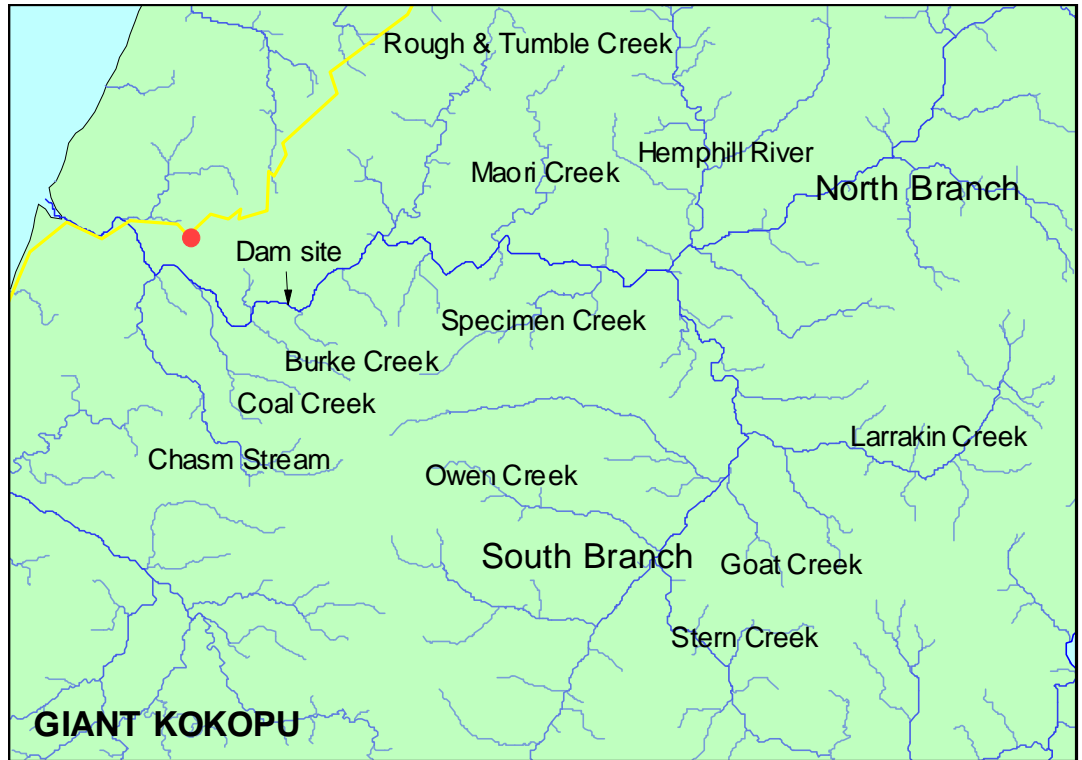 Rough & Tumble Creek
Hemphill River
Maori Creek
North Branch
Dam site
Specimen Creek
Burke Creek
Coal Creek
Larrakin Creek
Chasm Stream
Owen Creek
South Branch
Goat Creek
Stern Creek
GIANT KOKOPU